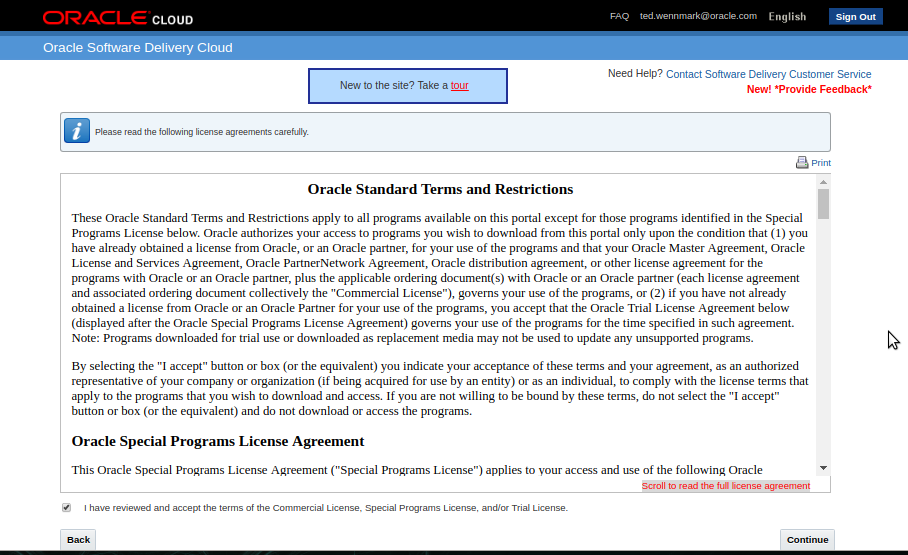 ORACLE CLOUD
FAQ ted.wennmark@oracle.com English Sign Out
Oracle Software Delivery Cloud
New to the site? Take a tour
Need Help? Contact Software Delivery Customer Service
New! *Provide Feedback*
i Please read the following license agreements carefully.
Print
Oracle Standard Terms and Restrictions
These Oracle Standard Terms and Restrictions apply to all programs available on this portal except for those programs identified in the Special
Programs License below. Oracle authorizes your access to programs you wish to download from this portal only upon the condition that (1) you
have already obtained a license from Oracle, or an Oracle partner, for your use of the programs and that your Oracle Master Agreement, Oracle
License and Services Agreement, Oracle PartnerNetwork Agreement, Oracle distribution agreement, or other license agreement for the
programs with Oracle or an Oracle partner, plus the applicable ordering document(s) with Oracle or an Oracle partner (each license agreement
and associated ordering document collectively the "Commercial License"), governs your use of the programs, or (2) if you have not already
obtained a license from Oracle or an Oracle Partner for your use of the programs, you accept that the Oracle Trial License Agreement below
(displayed after the Oracle Special Programs License Agreement) governs your use of the programs for the time specified in such agreement.
Note: Programs downloaded for trial use or downloaded as replacement media may not be used to update any unsupported programs.
By selecting the "I accept" button or box (or the equivalent) you indicate your acceptance of these terms and your agreement, as an authorized
representative of your company or organization (if being acquired for use by an entity) or as an individual, to comply with the license terms that
apply to the programs that you wish to download and access. If you are not willing to be bound by these terms, do not select the "I accept"
button or box (or the equivalent) and do not download or access the programs.
Oracle Special Programs License Agreement
This Oracle Special Programs License Agreement ("Special Programs License") applies to your access and use of the following Oracle
Scroll to read the full license agreement
I have reviewed and accept the terms of the Commercial License, Special Programs License, and/or Trial License.
Back Continue